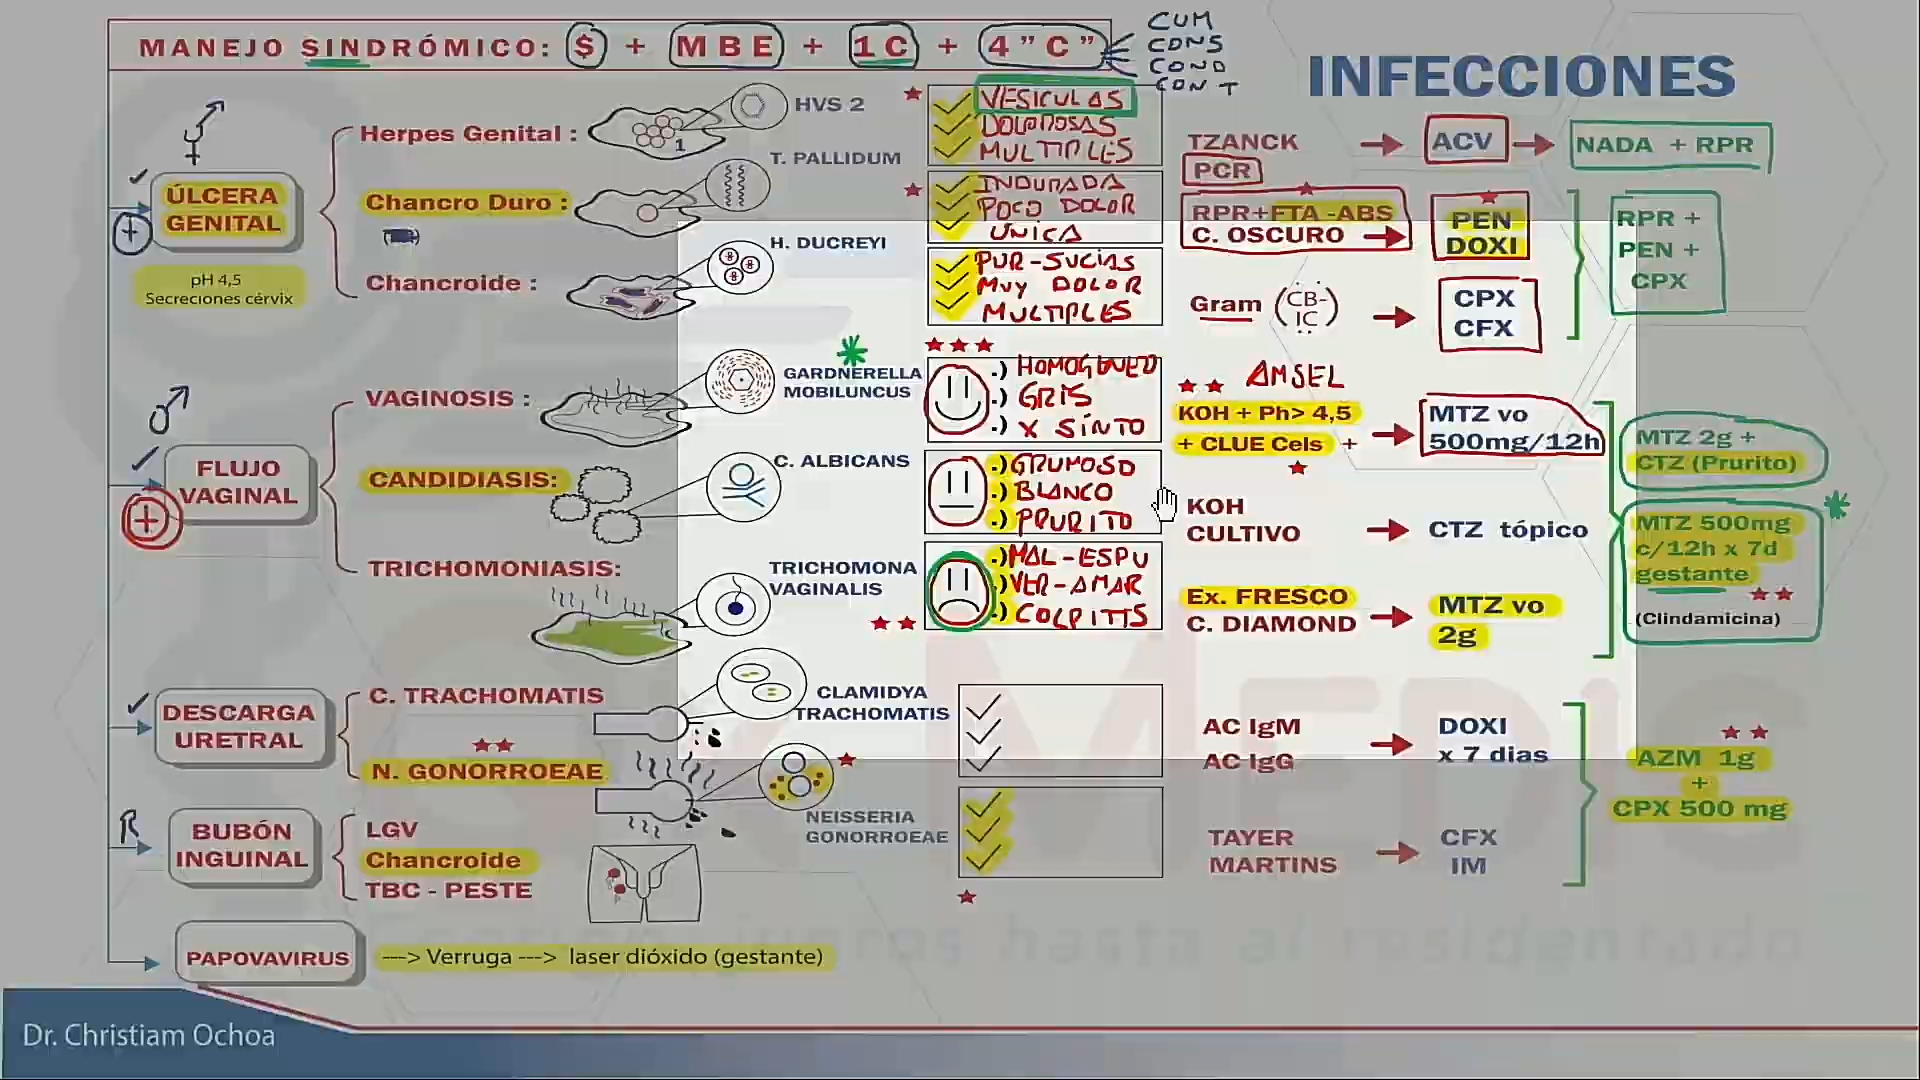 MANEJO SINDRÓMICO: $ + MBE + 1C + 4"C"
CUM
CONS
COND
CONT
INFECCIONES
ÚLCERA
GENITAL
pH 4,5
Secreciones cérvix
Herpes Genital :
1
HVS 2
VESICULAS
DOLOROSAS
MULTIPLES
TZANCK
PCR
ACV
NADA + RPR
Chancro Duro :
T. PALLIDUM
INDURADA
POCO DOLOR
UNICA
RPR+FTA -ABS
C. OSCURO
PEN
DOXI
Chancroide :
H. DUCREYI
PUR-SUCIAS
MUY DOLOR
MULTIPLES
Gram
CB-
IC
CPX
CFX
RPR +
PEN +
CPX
FLUJO
VAGINAL
VAGINOSIS :
GARDNERELLA
MOBILUNCUS
.) HOMOGENEO
.) GRIS
.) X SINTO
AMSEL
KOH + Ph> 4,5
+ CLUE Cels +
MTZ vo
500mg/12h
MTZ 2g +
CTZ (Prurito)
CANDIDIASIS:
C. ALBICANS
.) GRUMOSO
.) BLANCO
.) PRURITO
KOH
CULTIVO
CTZ tópico
MTZ 500mg
c/12h x 7d
gestante
(Clindamicina)
TRICHOMONIASIS:
TRICHOMONA
VAGINALIS
.) MAL-ESPU
.) VER-AMAR
.) COLPITIS
Ex. FRESCO
C. DIAMOND
MTZ vo
2g
DESCARGA
URETRAL
C. TRACHOMATIS
CLAMIDYA
TRACHOMATIS
AC IgM
AC IgG
DOXI
x 7 dias
N. GONORROEAE
NEISSERIA
GONORROEAE
TAYER
MARTINS
CFX
IM
AZM 1g
+
CPX 500 mg
R
BUBÓN
INGUINAL
LGV
Chancroide
TBC - PESTE
PAPOVAVIRUS
---> Verruga ---> laser dióxido (gestante)
Dr. Christiam Ochoa